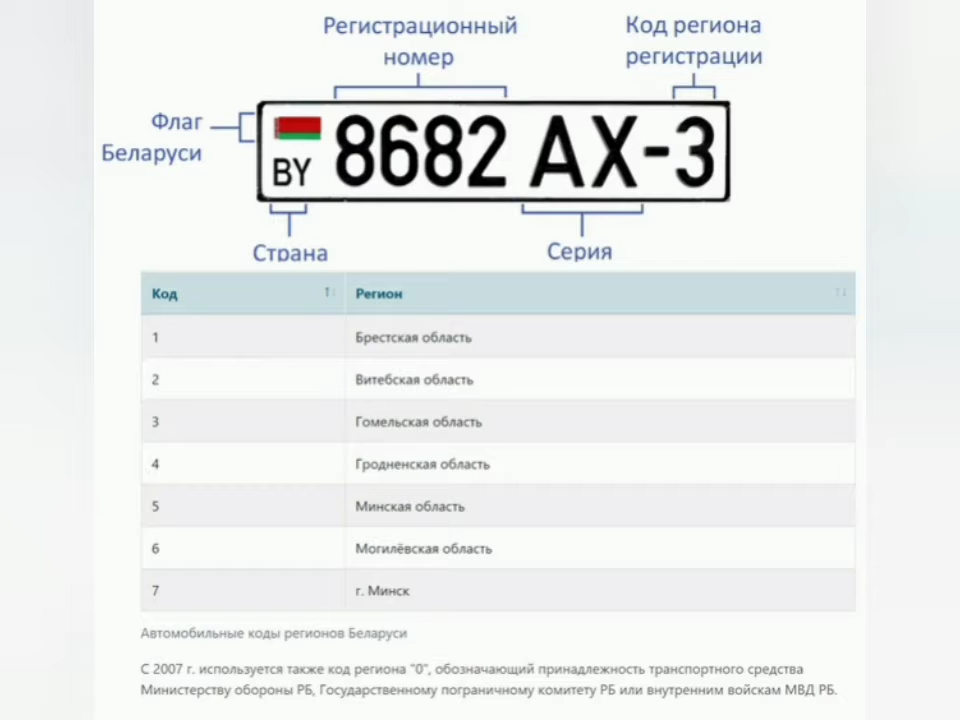 Регистрационный номер
Код региона регистрации
Флаг Беларуси
BY 8682 AX-3
Страна
Серия
Код Регион
1 Брестская область
2 Витебская область
3 Гомельская область
4 Гродненская область
5 Минская область
6 Могилёвская область
7 г. Минск
Автомобильные коды регионов Беларуси
С 2007 г. используется также код региона "0", обозначающий принадлежность транспортного средства
Министерству обороны РБ, Государственному пограничному комитету РБ или внутренним войскам МВД РБ.